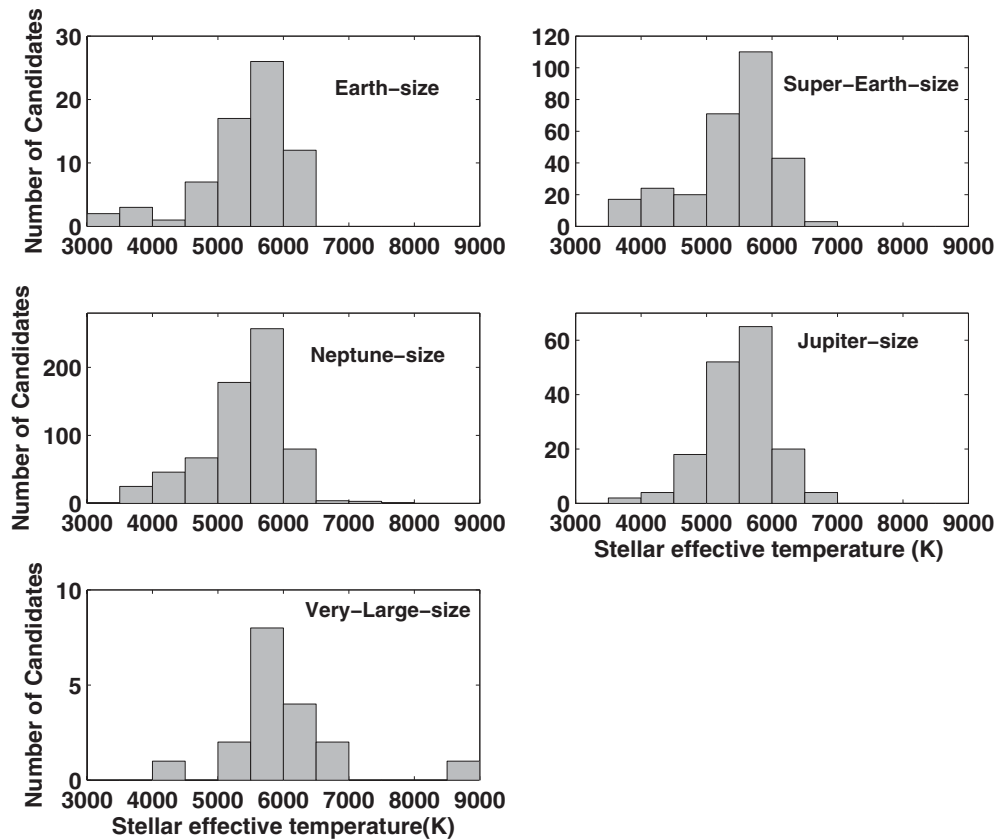 Number of Candidates
30
20
10
0
Earth−size
3000 4000 5000 6000 7000 8000 9000
120
100
80
60
40
20
0
Super−Earth−size
3000 4000 5000 6000 7000 8000 9000
Number of Candidates
200
100
0
Neptune−size
3000 4000 5000 6000 7000 8000 9000
60
40
20
0
Jupiter−size
3000 4000 5000 6000 7000 8000 9000
Stellar effective temperature (K)
Number of Candidates
10
5
0
Very−Large−size
3000 4000 5000 6000 7000 8000 9000
Stellar effective temperature(K)